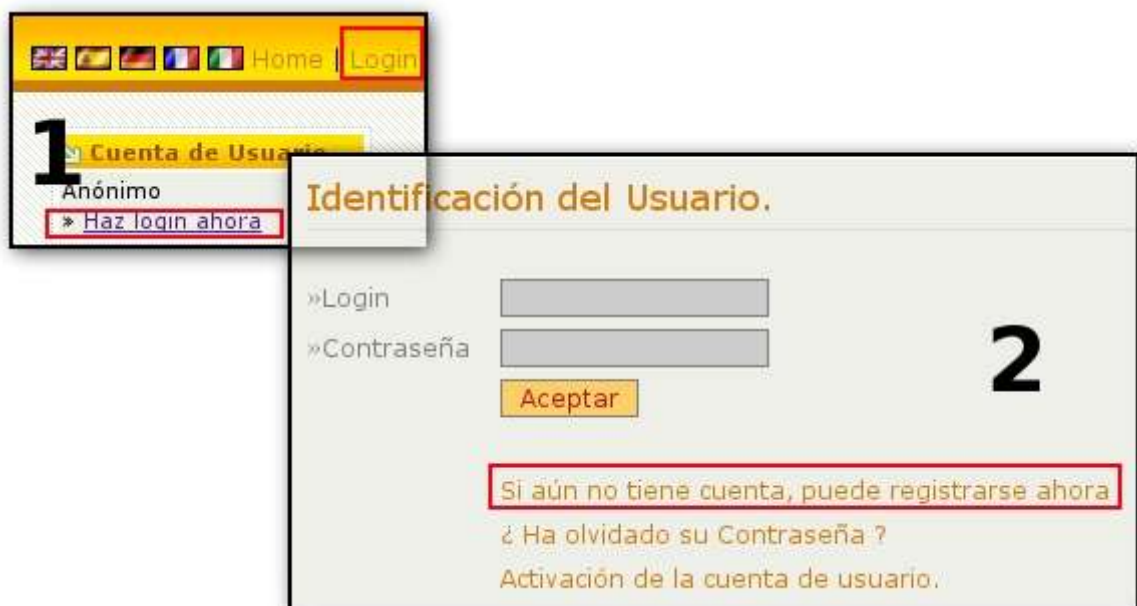 Home | Login
1
Cuenta de Usuario
Anónimo
» Haz login ahora
Identificación del Usuario.
»Login
»Contraseña
2
Aceptar
Si aún no tiene cuenta, puede registrarse ahora
¿ Ha olvidado su Contraseña ?
Activación de la cuenta de usuario.